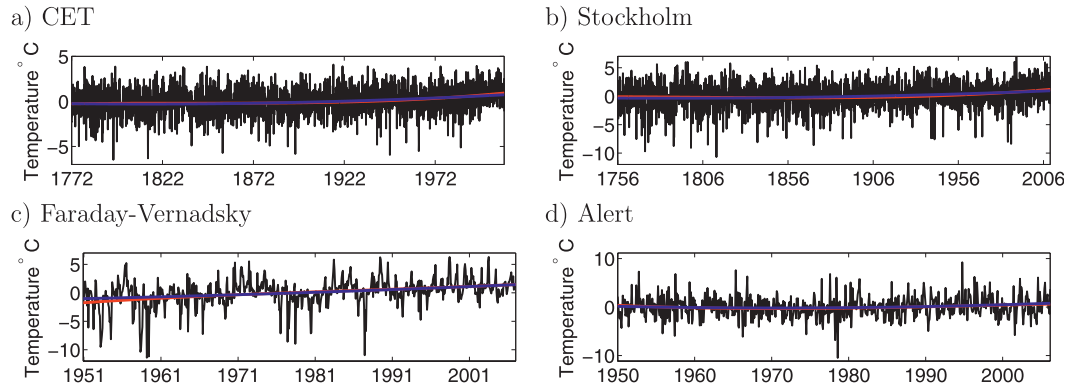 a) CET
Temperature ° C
5
0
−5
1772 1822 1872 1922 1972
b) Stockholm
Temperature ° C
5
0
−5
−10
1756 1806 1856 1906 1956 2006
c) Faraday-Vernadsky
Temperature ° C
5
0
−5
−10
1951 1961 1971 1981 1991 2001
d) Alert
Temperature ° C
10
0
−10
1950 1960 1970 1980 1990 2000